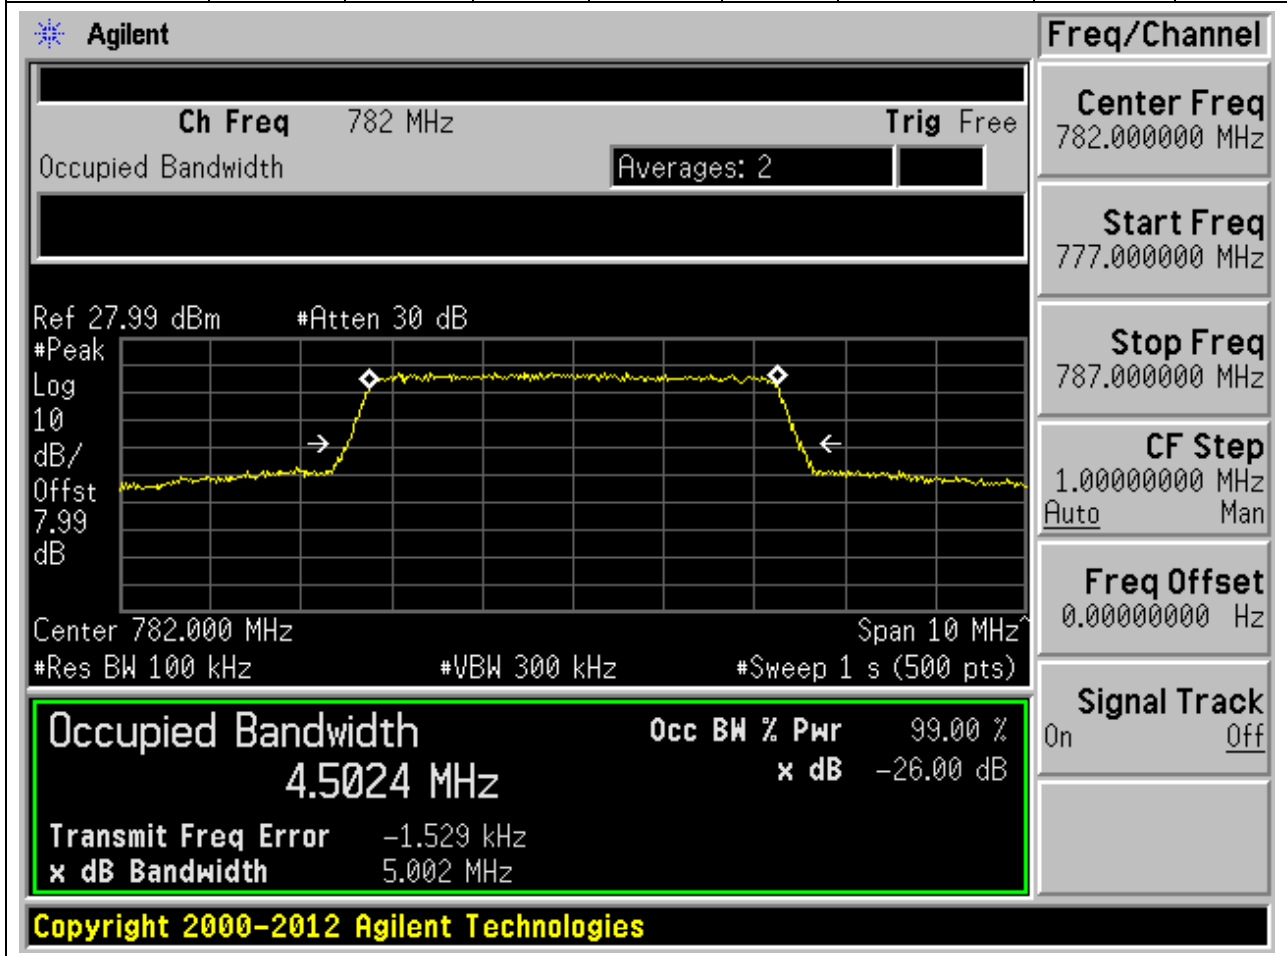 Agilent
Freq/Channel
Ch Freq 782 MHz Trig Free
Occupied Bandwidth Averages: 2
Center Freq
782.000000 MHz
Start Freq
777.000000 MHz
Stop Freq
787.000000 MHz
CF Step
1.00000000 MHz
Auto Man
Freq Offset
0.00000000 Hz
Signal Track
On Off
Ref 27.99 dBm #Atten 30 dB
#Peak
Log
10
dB/
Offst
7.99
dB
Center 782.000 MHz Span 10 MHz^
#Res BW 100 kHz #VBW 300 kHz #Sweep 1 s (500 pts)
Occupied Bandwidth
4.5024 MHz
Occ BW % Pwr 99.00 %
x dB -26.00 dB
Transmit Freq Error -1.529 kHz
x dB Bandwidth 5.002 MHz
Copyright 2000-2012 Agilent Technologies